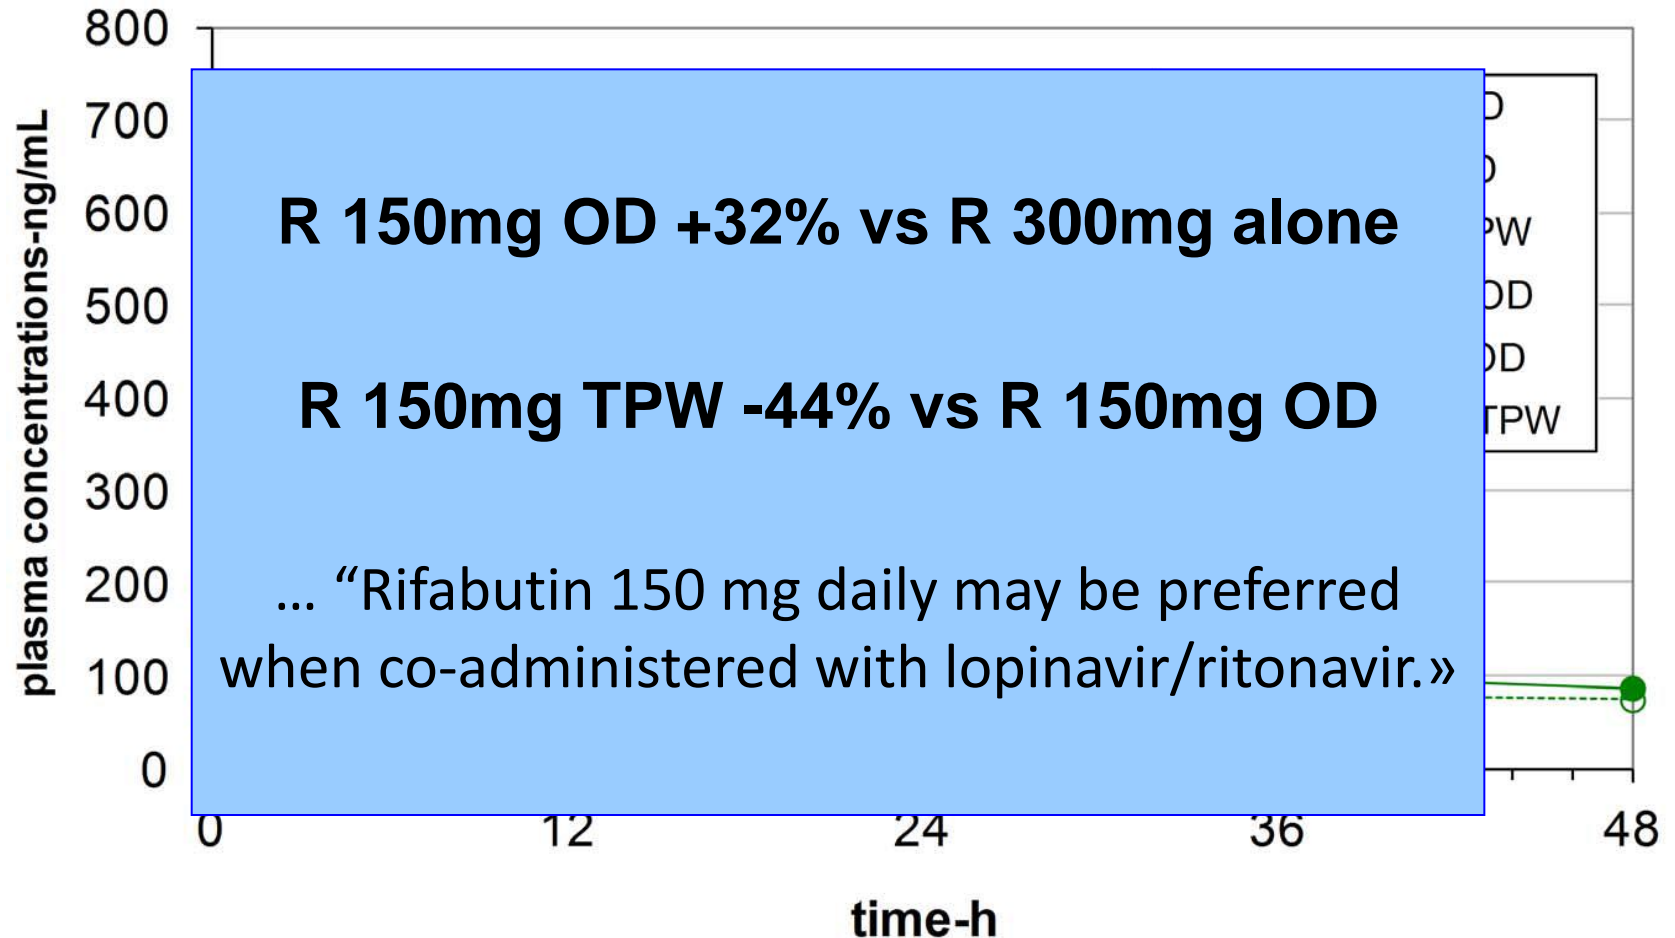 800
700
600
500
400
300
200
100
0
plasma concentrations-ng/mL
R 150mg OD +32% vs R 300mg alone
R 150mg TPW -44% vs R 150mg OD
... “Rifabutin 150 mg daily may be preferred
when co-administered with lopinavir/ritonavir.»
OD
TPW
0 12 24 36 48
time-h